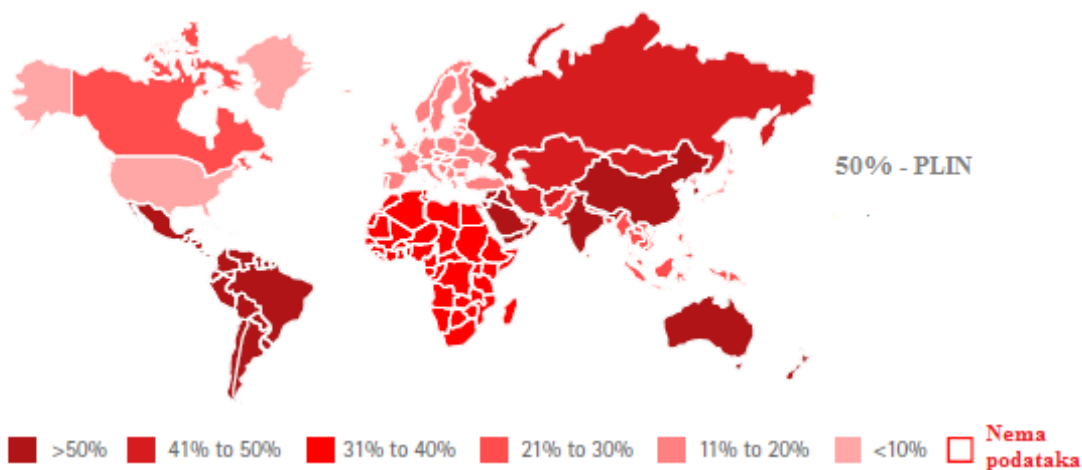 50% - PLIN
>50% 41% to 50% 31% to 40% 21% to 30% 11% to 20% <10% Nema
podataka